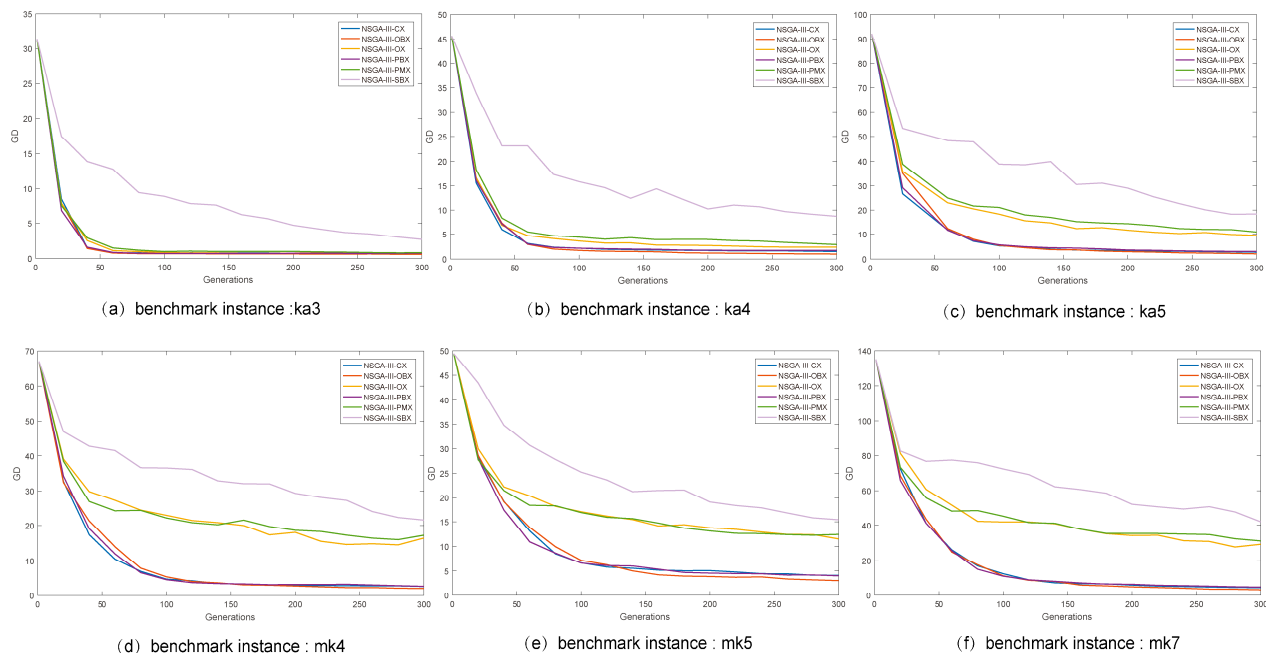 35
30
25
20
15
10
5
0
GD
0 50 100 150 200 250 300
Generations
NSGA-III-CX
NSGA-III-OBX
NSGA-III-OX
NSGA-III-PBX
NSGA-III-PMX
NSGA-III-SBX
(a) benchmark instance :ka3
50
45
40
35
30
25
20
15
10
5
0
GD
0 50 100 150 200 250 300
Generations
NSGA-III-CX
NSGA-III-OBX
NSGA-III-OX
NSGA-III-PBX
NSGA-III-PMX
NSGA-III-SBX
(b) benchmark instance : ka4
100
90
80
70
60
50
40
30
20
10
0
GD
0 50 100 150 200 250 300
Generations
NSGA-III-CX
NSGA-III-OBX
NSGA-III-OX
NSGA-III-PBX
NSGA-III-PMX
NSGA-III-SBX
(c) benchmark instance : ka5
70
60
50
40
30
20
10
0
GD
0 50 100 150 200 250 300
Generations
NSGA-III-CX
NSGA-III-OBX
NSGA-III-OX
NSGA-III-PBX
NSGA-III-PMX
NSGA-III-SBX
(d) benchmark instance : mk4
50
45
40
35
30
25
20
15
10
5
0
GD
0 50 100 150 200 250 300
Generations
NSGA-III-CX
NSGA-III-OBX
NSGA-III-OX
NSGA-III-PBX
NSGA-III-PMX
NSGA-III-SBX
(e) benchmark instance : mk5
140
120
100
80
60
40
20
0
GD
0 50 100 150 200 250 300
Generations
NSGA-III-CX
NSGA-III-OBX
NSGA-III-OX
NSGA-III-PBX
NSGA-III-PMX
NSGA-III-SBX
(f) benchmark instance : mk7